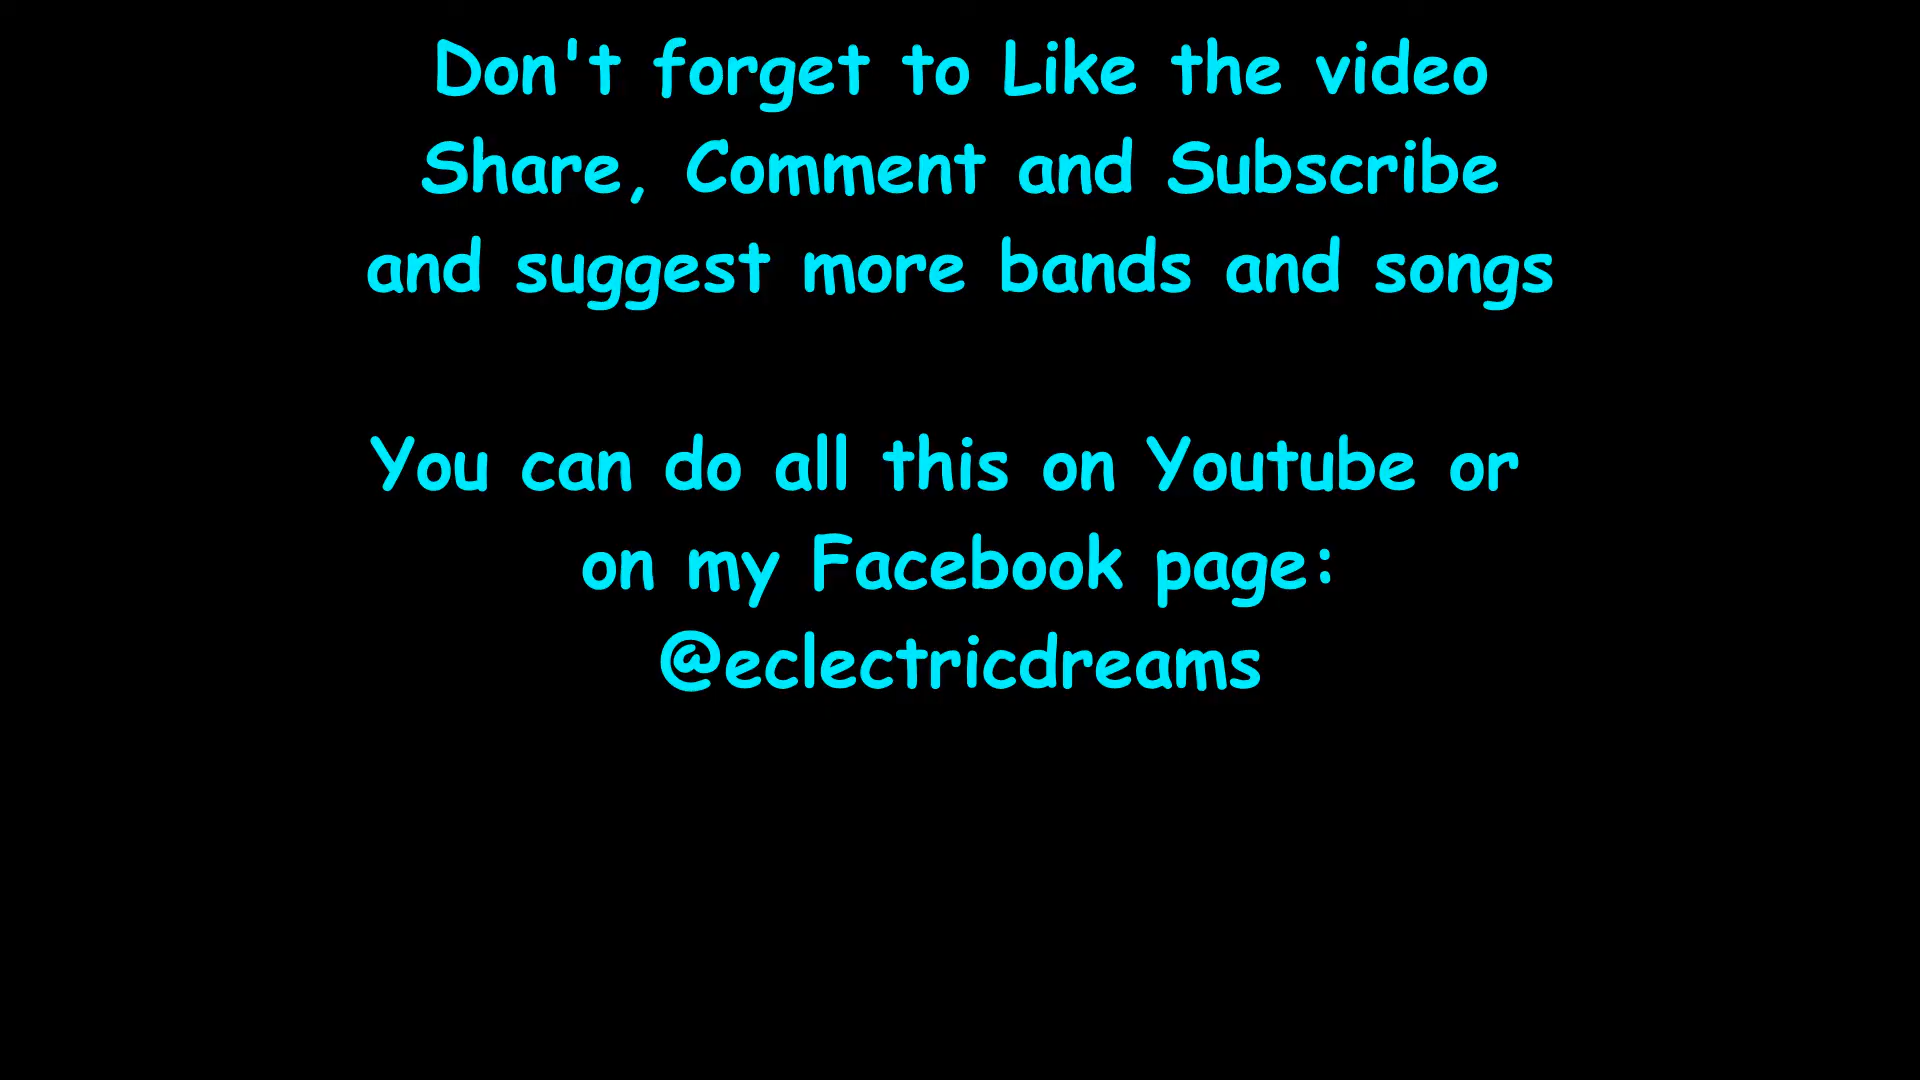 Don't forget to Like the video
Share, Comment and Subscribe
and suggest more bands and songs
You can do all this on Youtube or
on my Facebook page:
@eclectricdreams